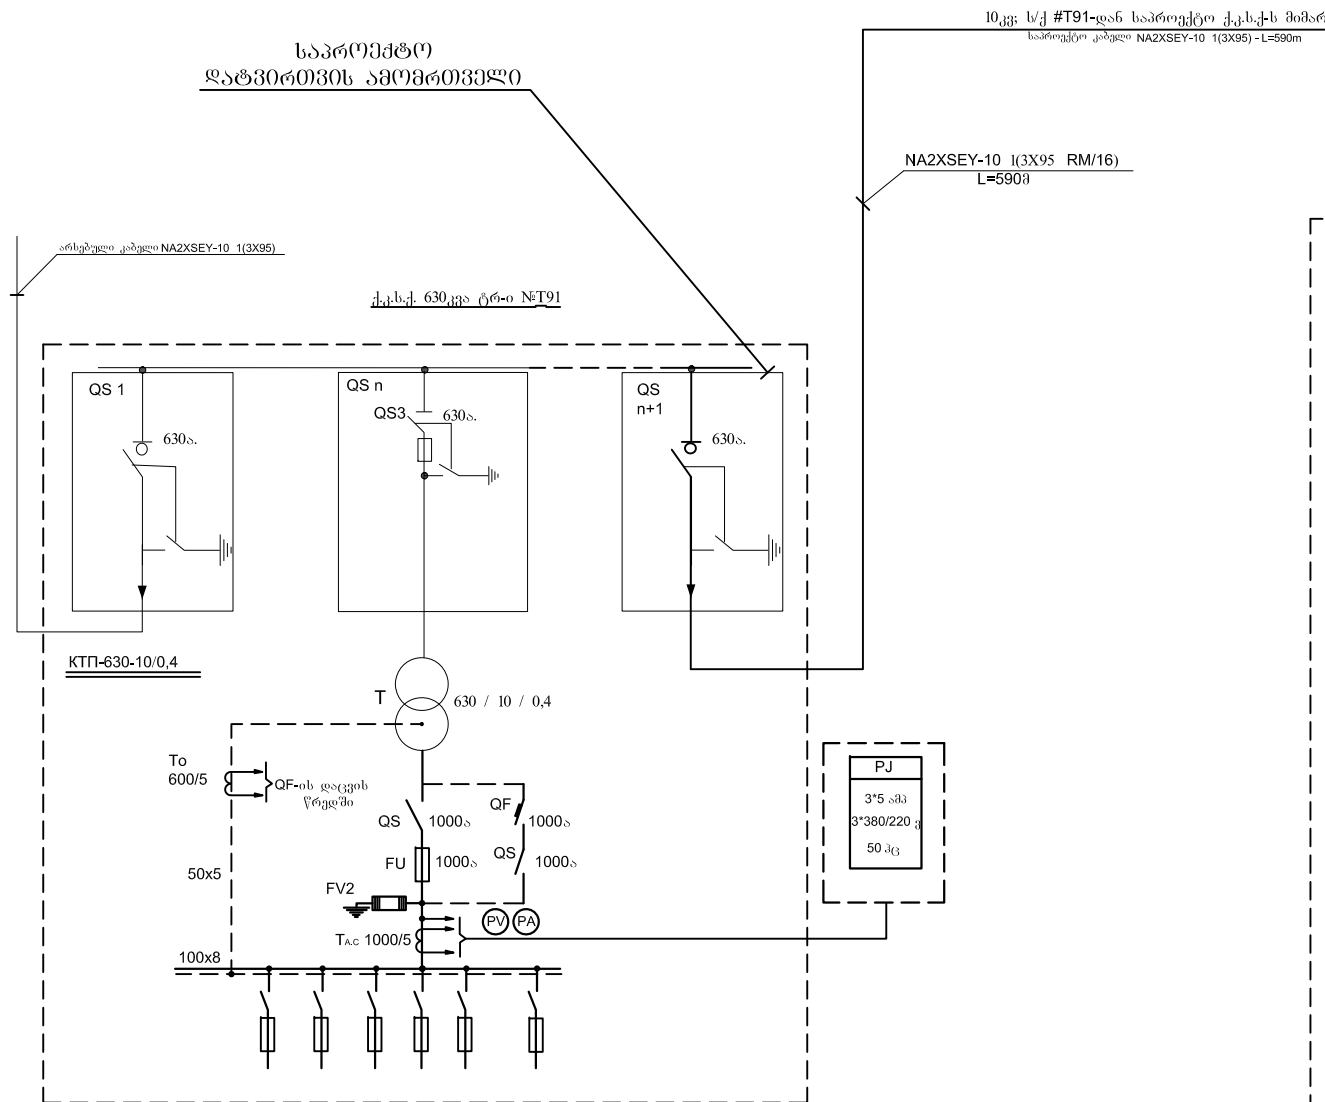 10კვ; ს/ქ #T91-დან საპროექტო ქ.კ.ს.ქ-ს
საპროექტო კაბელი NA2XSEY-10 1(3X95) - L=590m
საპროექტო
დატვირთვის ამომრთველი
NA2XSEY-10 1(3X95 RM/16)
L=590მ
არსებული კაბელი NA2XSEY-10 1(3X95)
ქ.კ.ს.ქ. 630კვა ტრ-ი №T91
QS 1
630ა.
QS n
QS3
630ა.
QS
n+1
630ა.
КТП-630-10/0,4
T
630 / 10 / 0,4
To
600/5
QF-ის დაცვის
წრედში
QS
1000ა
QF
1000ა
FU
1000ა
QS
1000ა
50x5
FV2
PV
PA
TA.C 1000/5
100x8
PJ
3*5 ამპ
3*380/220 ვ
50 ჰც